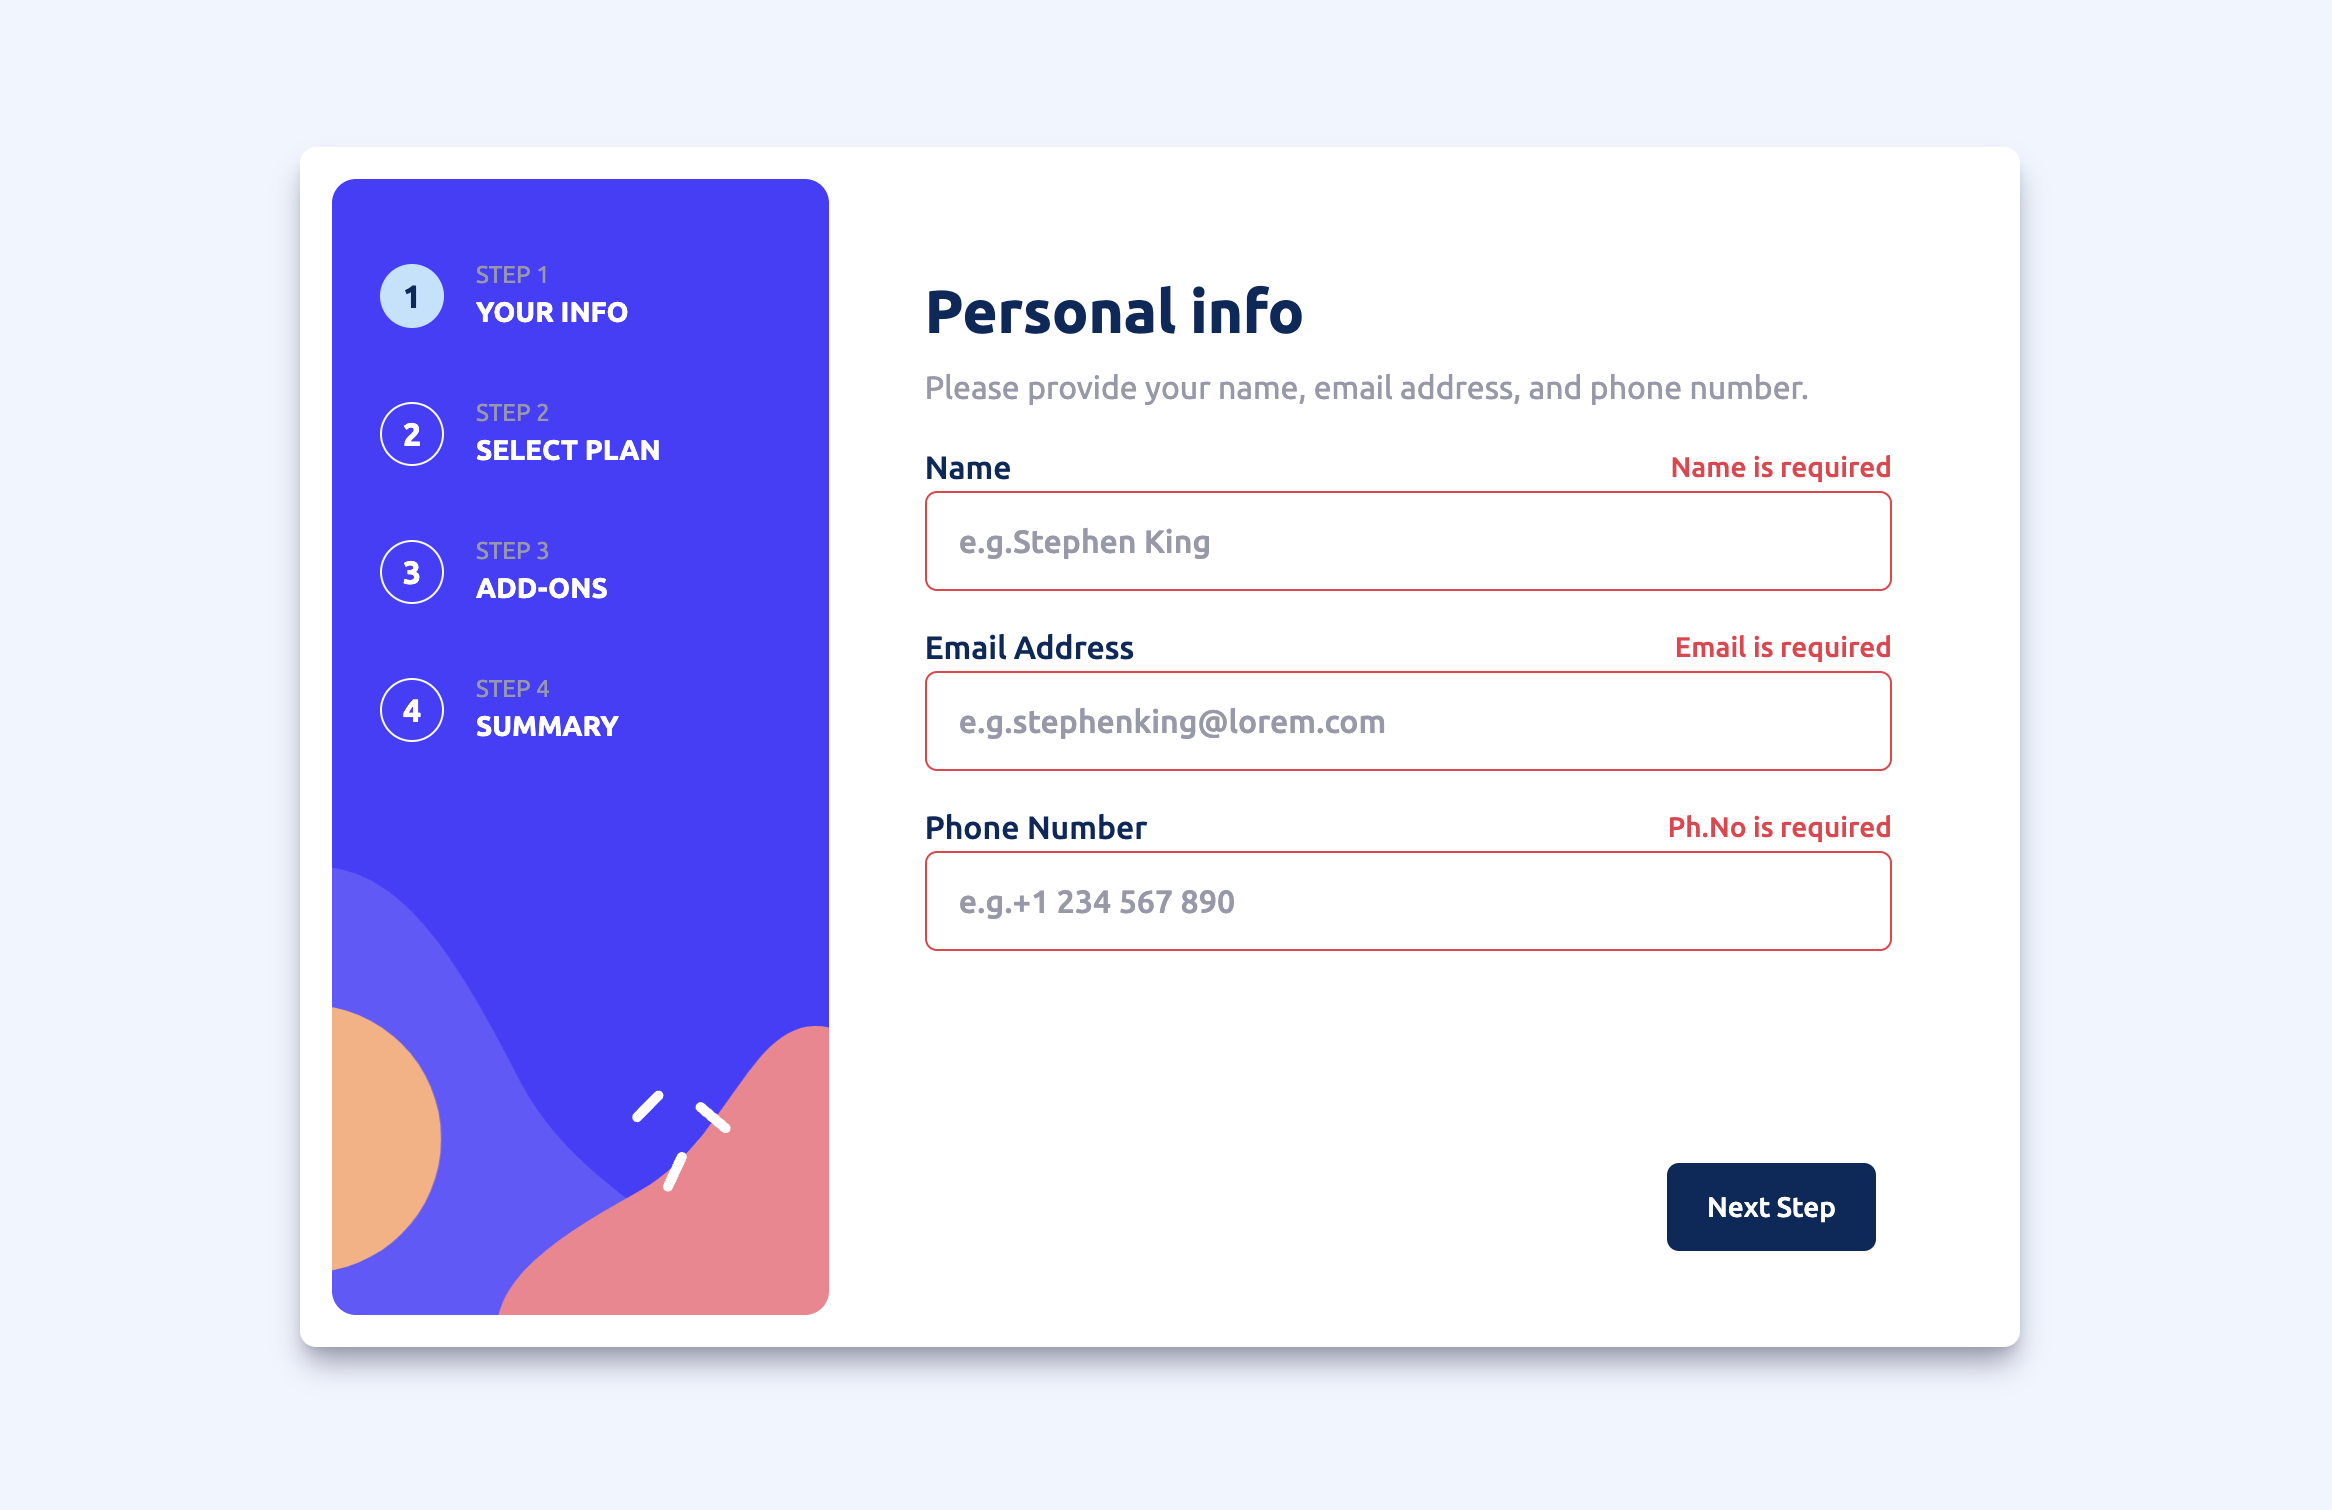 1
STEP 1
YOUR INFO
2
STEP 2
SELECT PLAN
3
STEP 3
ADD-ONS
4
STEP 4
SUMMARY
Personal info
Please provide your name, email address, and phone number.
Name
Name is required
e.g.Stephen King
Email Address
Email is required
e.g.stephenking@lorem.com
Phone Number
Ph.No is required
e.g.+1 234 567 890
Next Step